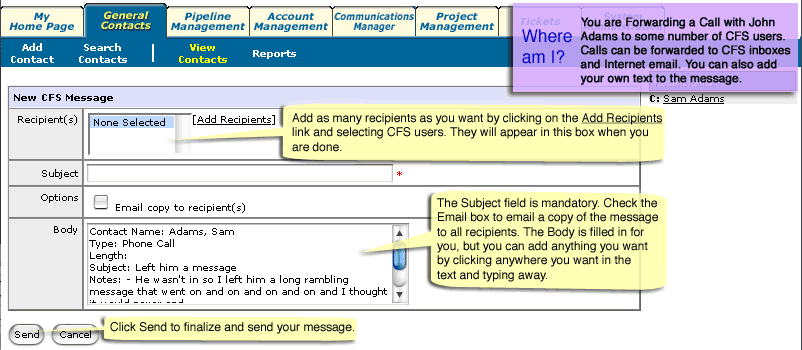 My
Home Page
General
Contacts
Pipeline
Management
Account
Management
Communications
Manager
Project
Management
Tickets
Add
Contact
Search
Contacts
View
Contacts
Reports
Where
am I?
You are Forwarding a Call with John
Adams to some number of CFS users.
Calls can be forwarded to CFS inboxes
and Internet email. You can also add
your own text to the message.
C: Sam Adams
New CFS Message
Recipient(s)
None Selected
[Add Recipients]
Add as many recipients as you want by clicking on the Add Recipients
link and selecting CFS users. They will appear in this box when you
are done.
Subject
*
Options
Email copy to recipient(s)
The Subject field is mandatory. Check the
Email box to email a copy of the message
to all recipients. The Body is filled in for
you, but you can add anything you want
by clicking anywhere you want in the
text and typing away.
Body
Contact Name: Adams, Sam
Type: Phone Call
Length:
Subject: Left him a message
Notes: - He wasn't in so I left him a long rambling
message that went on and on and on and on and I thought
Send
Cancel
Click Send to finalize and send your message.